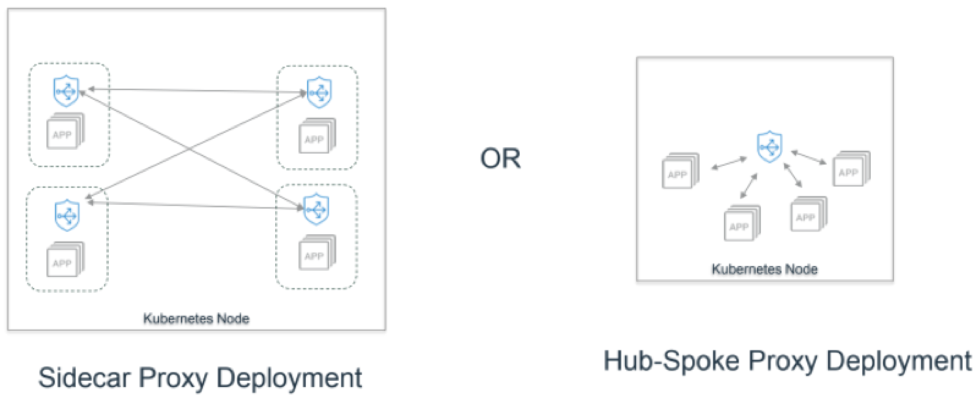 APP
APP
APP
APP
Kubernetes Node
Sidecar Proxy Deployment
OR
APP
APP
APP
APP
Kubernetes Node
Hub-Spoke Proxy Deployment